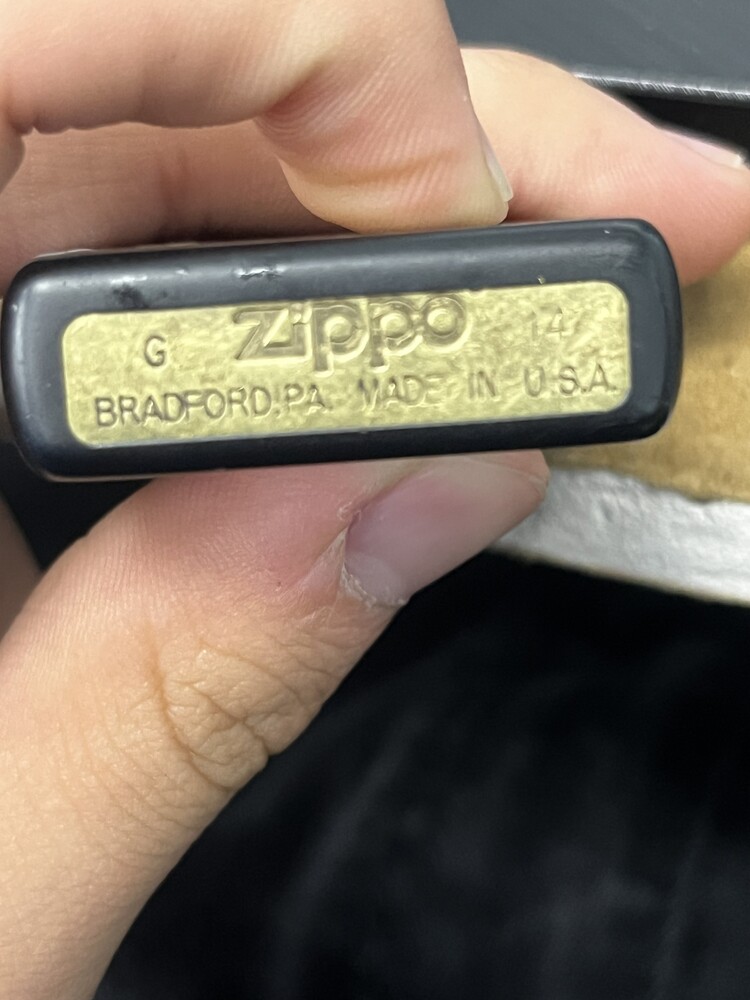 G zippo 14
BRADFORD,PA. MADE IN U.S.A.